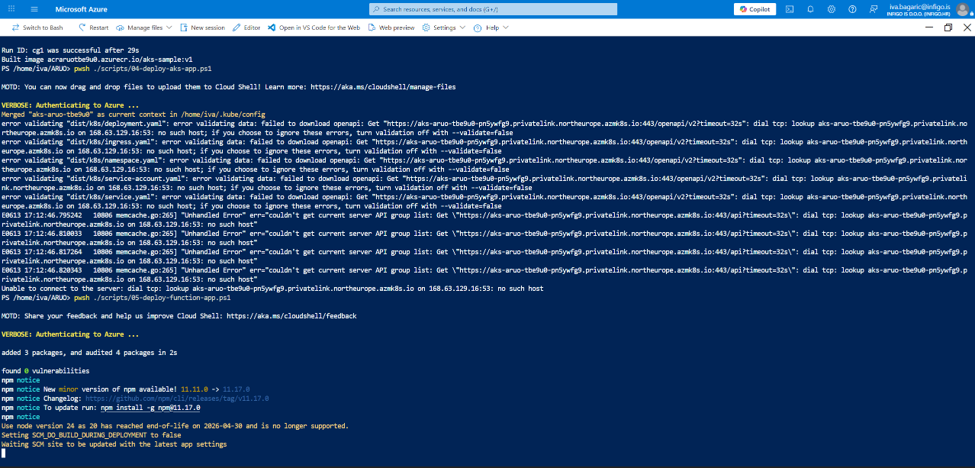 Microsoft Azure
Search resources, services, and docs (G+/)
Copilot
iva.bagaric@infigo.is
INFIGO IS D.O.O. (INFIGO.HR)
Switch to Bash
Restart
Manage files
New session
Editor
Open in VS Code for the Web
Web preview
Settings
Help
Run ID: cg1 was successful after 29s
Built image acraruotbe9u0.azurecr.io/aks-sample:v1
PS /home/iva/ARUO> pwsh ./scripts/04-deploy-aks-app.ps1
MOTD: You can now drag and drop files to upload them to Cloud Shell! Learn more: https://aka.ms/cloudshell/manage-files
VERBOSE: Authenticating to Azure ...
Merged "aks-aruo-tbe9u0" as current context in /home/iva/.kube/config
error validating "dist/k8s/deployment.yaml": error validating data: failed to download openapi: Get "https://aks-aruo-tbe9u0-pn5ywfg9.privatelink.northeurope.azmk8s.io:443/openapi/v2?timeout=32s": dial tcp: lookup aks-aruo-tbe9u0-pn5ywfg9.privatelink.no
rtheurope.azmk8s.io on 168.63.129.16:53: no such host; if you choose to ignore these errors, turn validation off with --validate=false
error validating "dist/k8s/ingress.yaml": error validating data: failed to download openapi: Get "https://aks-aruo-tbe9u0-pn5ywfg9.privatelink.northeurope.azmk8s.io:443/openapi/v2?timeout=32s": dial tcp: lookup aks-aruo-tbe9u0-pn5ywfg9.privatelink.north
europe.azmk8s.io on 168.63.129.16:53: no such host; if you choose to ignore these errors, turn validation off with --validate=false
error validating "dist/k8s/namespace.yaml": error validating data: failed to download openapi: Get "https://aks-aruo-tbe9u0-pn5ywfg9.privatelink.northeurope.azmk8s.io:443/openapi/v2?timeout=32s": dial tcp: lookup aks-aruo-tbe9u0-pn5ywfg9.privatelink.nor
theurope.azmk8s.io on 168.63.129.16:53: no such host; if you choose to ignore these errors, turn validation off with --validate=false
error validating "dist/k8s/service-account.yaml": error validating data: failed to download openapi: Get "https://aks-aruo-tbe9u0-pn5ywfg9.privatelink.northeurope.azmk8s.io:443/openapi/v2?timeout=32s": dial tcp: lookup aks-aruo-tbe9u0-pn5ywfg9.privateli
nk.northeurope.azmk8s.io on 168.63.129.16:53: no such host; if you choose to ignore these errors, turn validation off with --validate=false
error validating "dist/k8s/service.yaml": error validating data: failed to download openapi: Get "https://aks-aruo-tbe9u0-pn5ywfg9.privatelink.northeurope.azmk8s.io:443/openapi/v2?timeout=32s": dial tcp: lookup aks-aruo-tbe9u0-pn5ywfg9.privatelink.north
europe.azmk8s.io on 168.63.129.16:53: no such host; if you choose to ignore these errors, turn validation off with --validate=false
E0613 17:12:46.795242   10806 memcache.go:265] "Unhandled Error" err="couldn't get current server API group list: Get \"https://aks-aruo-tbe9u0-pn5ywfg9.privatelink.northeurope.azmk8s.io:443/api?timeout=32s\": dial tcp: lookup aks-aruo-tbe9u0-pn5ywfg9.p
rivatelink.northeurope.azmk8s.io on 168.63.129.16:53: no such host"
E0613 17:12:46.810033   10806 memcache.go:265] "Unhandled Error" err="couldn't get current server API group list: Get \"https://aks-aruo-tbe9u0-pn5ywfg9.privatelink.northeurope.azmk8s.io:443/api?timeout=32s\": dial tcp: lookup aks-aruo-tbe9u0-pn5ywfg9.p
rivatelink.northeurope.azmk8s.io on 168.63.129.16:53: no such host"
E0613 17:12:46.817264   10806 memcache.go:265] "Unhandled Error" err="couldn't get current server API group list: Get \"https://aks-aruo-tbe9u0-pn5ywfg9.privatelink.northeurope.azmk8s.io:443/api?timeout=32s\": dial tcp: lookup aks-aruo-tbe9u0-pn5ywfg9.p
rivatelink.northeurope.azmk8s.io on 168.63.129.16:53: no such host"
E0613 17:12:46.820343   10806 memcache.go:265] "Unhandled Error" err="couldn't get current server API group list: Get \"https://aks-aruo-tbe9u0-pn5ywfg9.privatelink.northeurope.azmk8s.io:443/api?timeout=32s\": dial tcp: lookup aks-aruo-tbe9u0-pn5ywfg9.p
rivatelink.northeurope.azmk8s.io on 168.63.129.16:53: no such host"
Unable to connect to the server: dial tcp: lookup aks-aruo-tbe9u0-pn5ywfg9.privatelink.northeurope.azmk8s.io on 168.63.129.16:53: no such host
PS /home/iva/ARUO> pwsh ./scripts/05-deploy-function-app.ps1
MOTD: Share your feedback and help us improve Cloud Shell: https://aka.ms/cloudshell/feedback
VERBOSE: Authenticating to Azure ...
added 3 packages, and audited 4 packages in 2s
found 0 vulnerabilities
npm notice
npm notice New minor version of npm available! 11.11.0 -> 11.17.0
npm notice Changelog: https://github.com/npm/cli/releases/tag/v11.17.0
npm notice To update run: npm install -g npm@11.17.0
npm notice
Use node version 24 as 20 has reached end-of-life on 2026-04-30 and is no longer supported.
Setting SCM_DO_BUILD_DURING_DEPLOYMENT to false
Waiting SCM site to be updated with the latest app settings